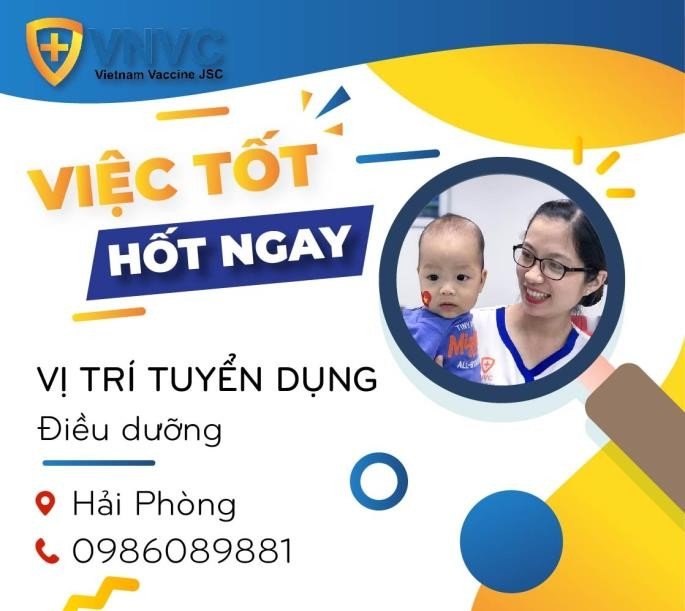 VNVC
Vietnam Vaccine JSC
VIỆC TỐT
HỐT NGAY
VỊ TRÍ TUYỂN DỤNG
Điều dưỡng
Hải Phòng
0986089881